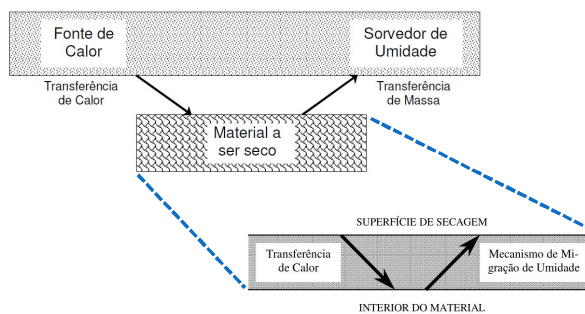 Fonte de
Calor
Sorvedor de
Umidade
Transferência
de Calor
Transferência
de Massa
Material a
ser seco
SUPERFÍCIE DE SECAGEM
Transferência
de Calor
Mecanismo de Mi-
gração de Umidade
INTERIOR DO MATERIAL